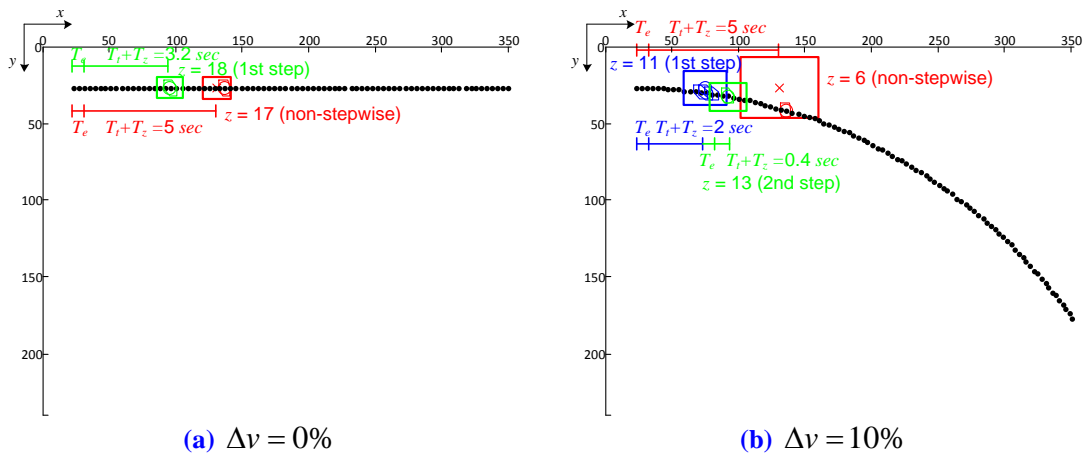 x
0 50 100 150 200 250 300 350
y
T_e T_t+T_z=3.2 sec
z = 18 (1st step)
z = 17 (non-stepwise)
T_e T_t+T_z=5 sec
50
100
150
200
(a) Δv = 0%
x
T_e T_t+T_z=5 sec
0 50 100 150 200 250 300 350
y
z = 11 (1st step)
z = 6 (non-stepwise)
50
T_e T_t+T_z=2 sec
T_e T_t+T_z=0.4 sec
z = 13 (2nd step)
100
150
200
(b) Δv = 10%